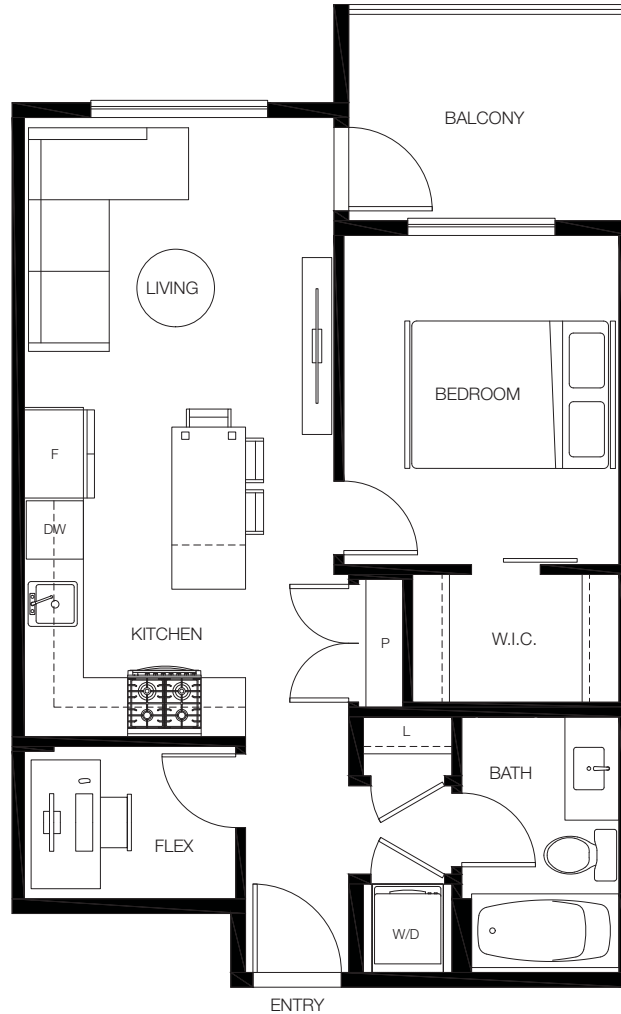 BALCONY
LIVING
BEDROOM
F
DW
KITCHEN
P
W.I.C.
L
BATH
FLEX
W/D
ENTRY